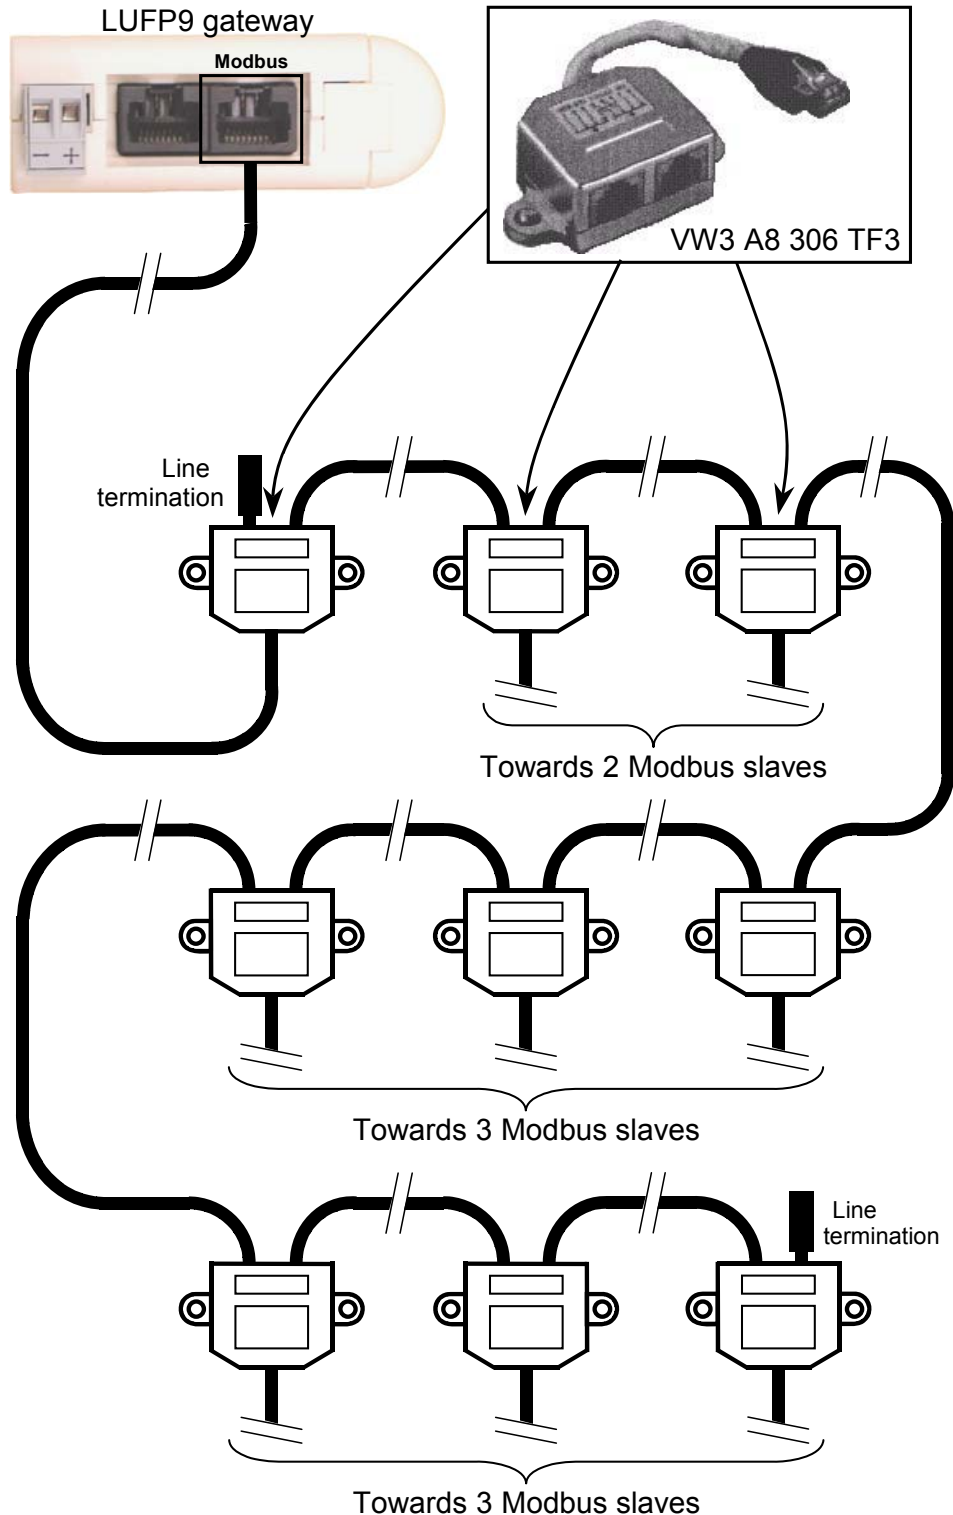 LUFP9 gateway
Modbus
− +
VW3 A8 306 TF3
Line
termination
Towards 2 Modbus slaves
Towards 3 Modbus slaves
Line
termination
Towards 3 Modbus slaves